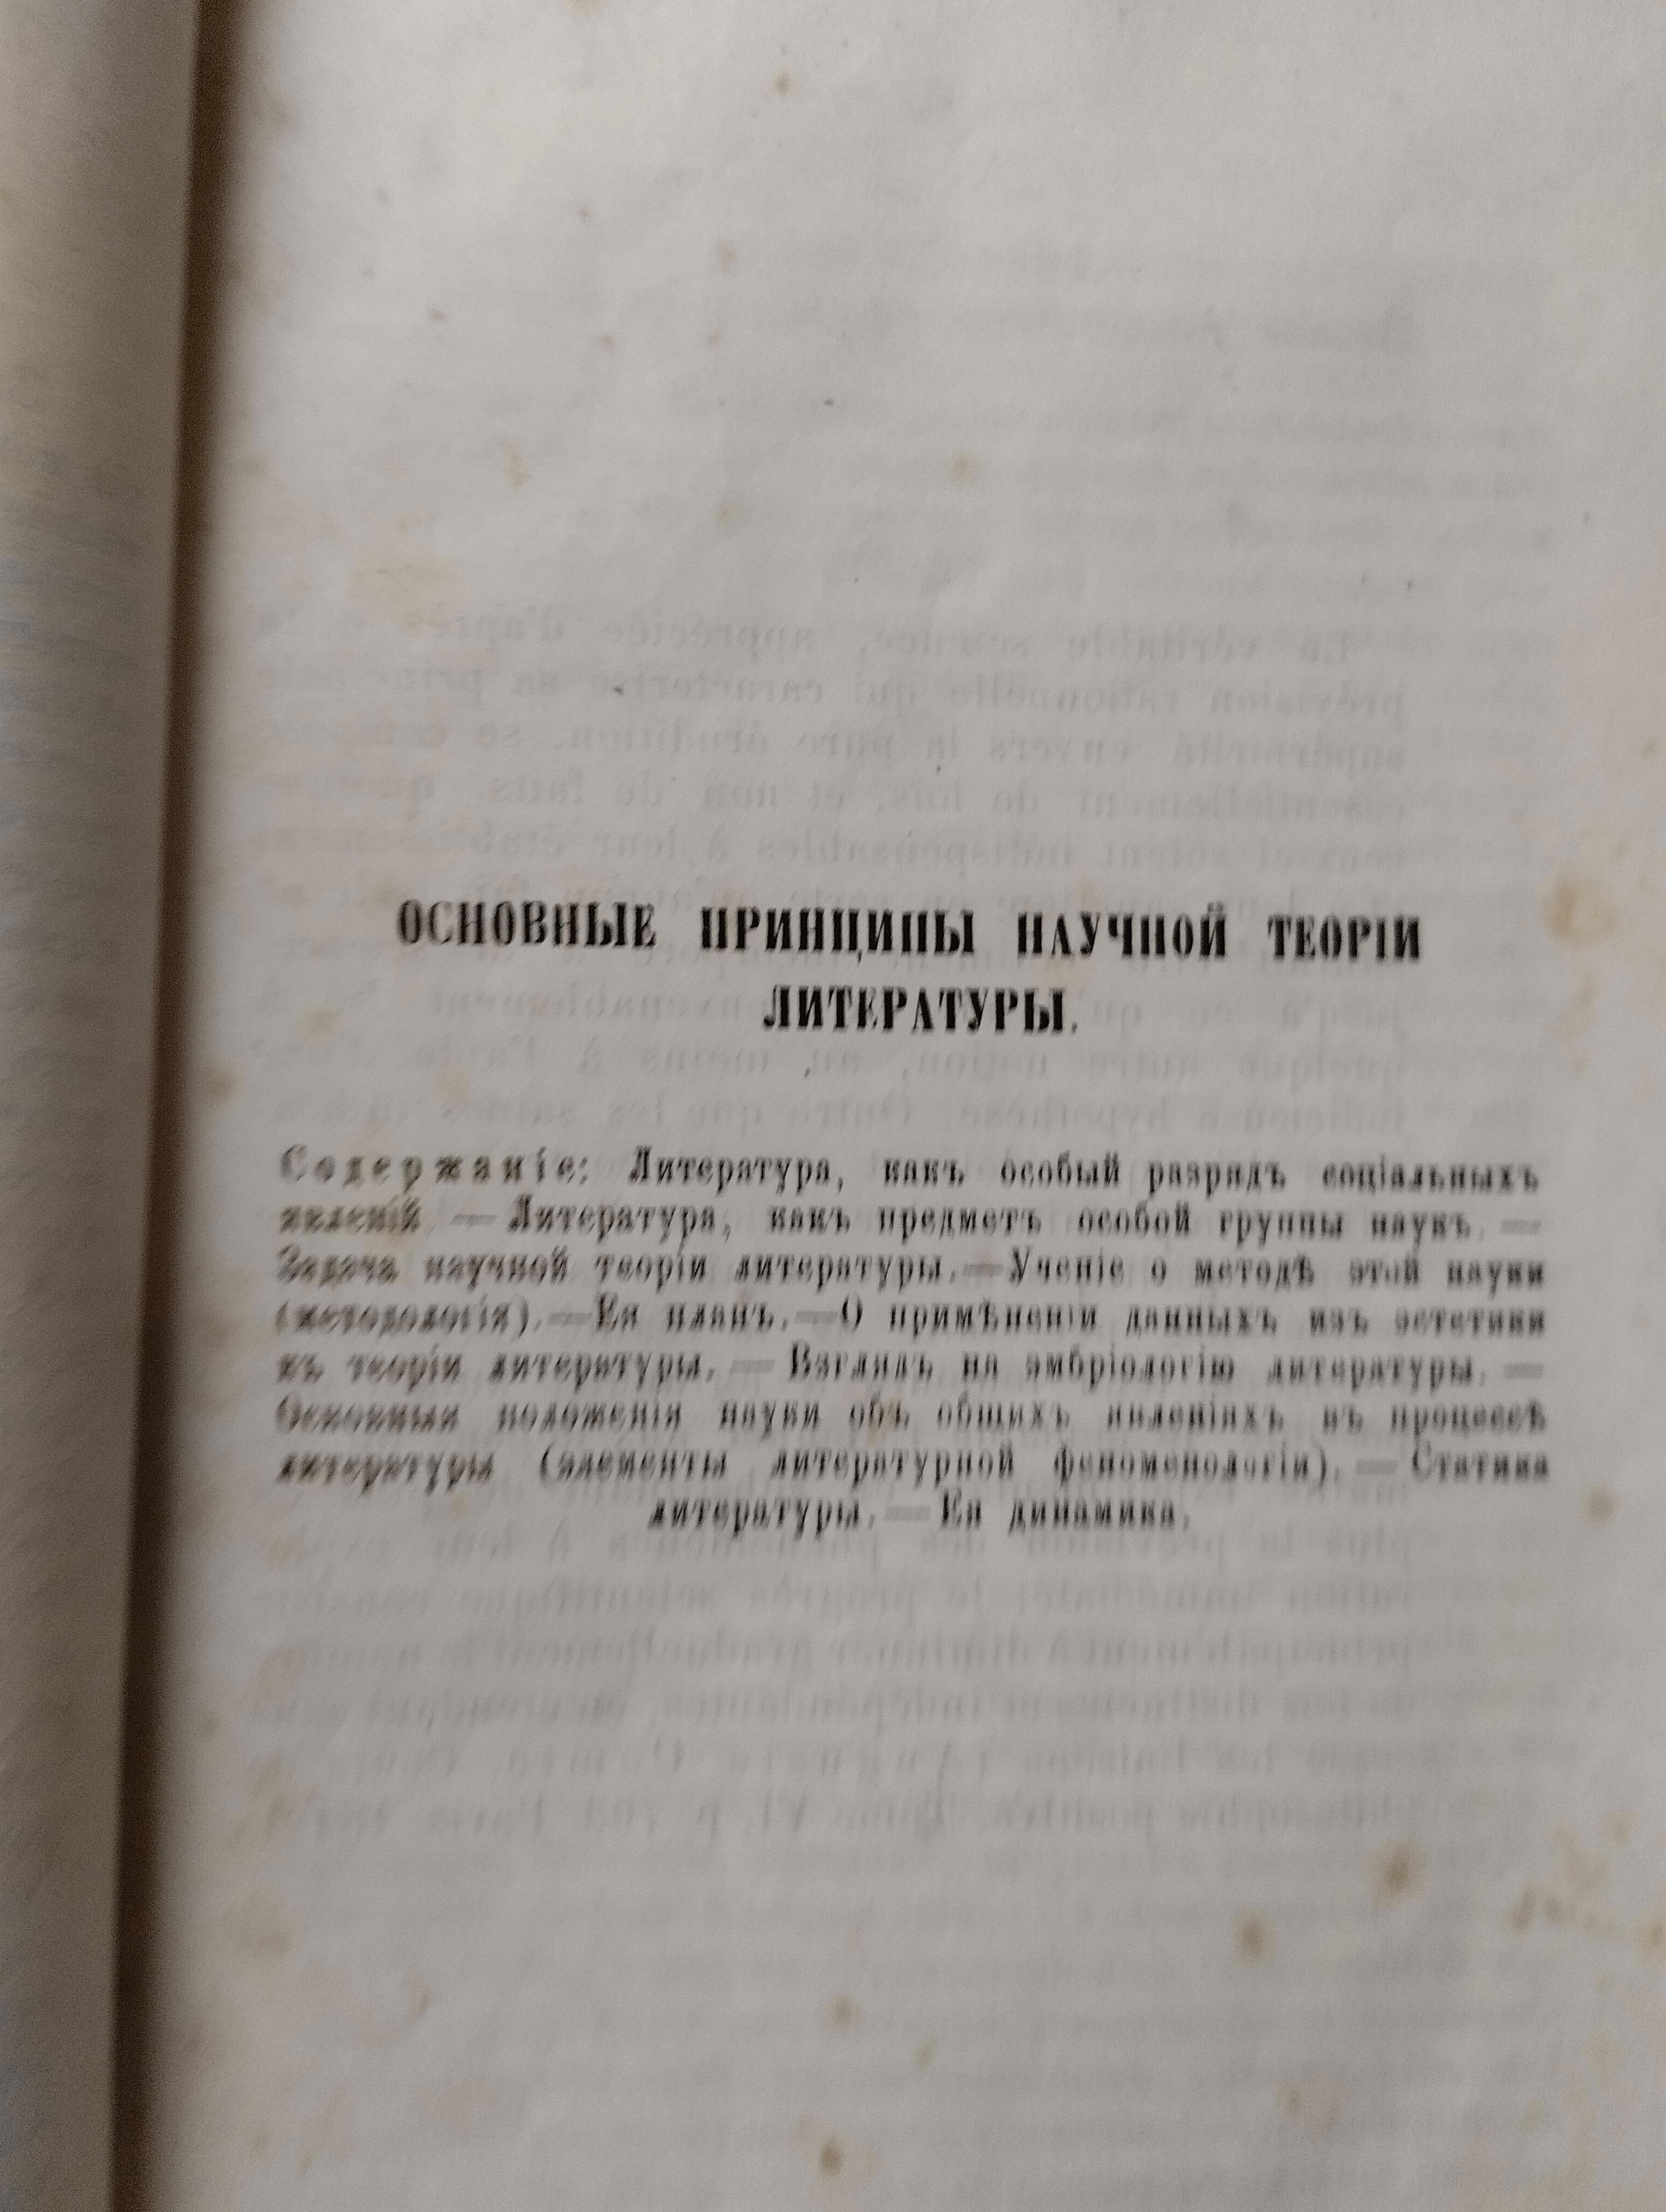 ОСНОВНЫЕ ПРИНЦИПЫ НАУЧНОЙ ТЕОРІИ
ЛИТЕРАТУРЫ.
Содержаніе: Литература, какъ особый разрядъ соціальныхъ
явленій — Литература, какъ предметъ особой группы наукъ. —
Задача научной теоріи литературы.—Ученіе о методѣ этой науки
(методологія).—Ея планъ.—О примѣненіи данныхъ изъ эстетики
къ теоріи литературы. — Взглядъ на эмбріологію литературы. —
Основныя положенія науки объ общихъ явленіяхъ въ процессѣ
литературы (элементы литературной феноменологіи). — Статика
литературы. — Ея динамика.